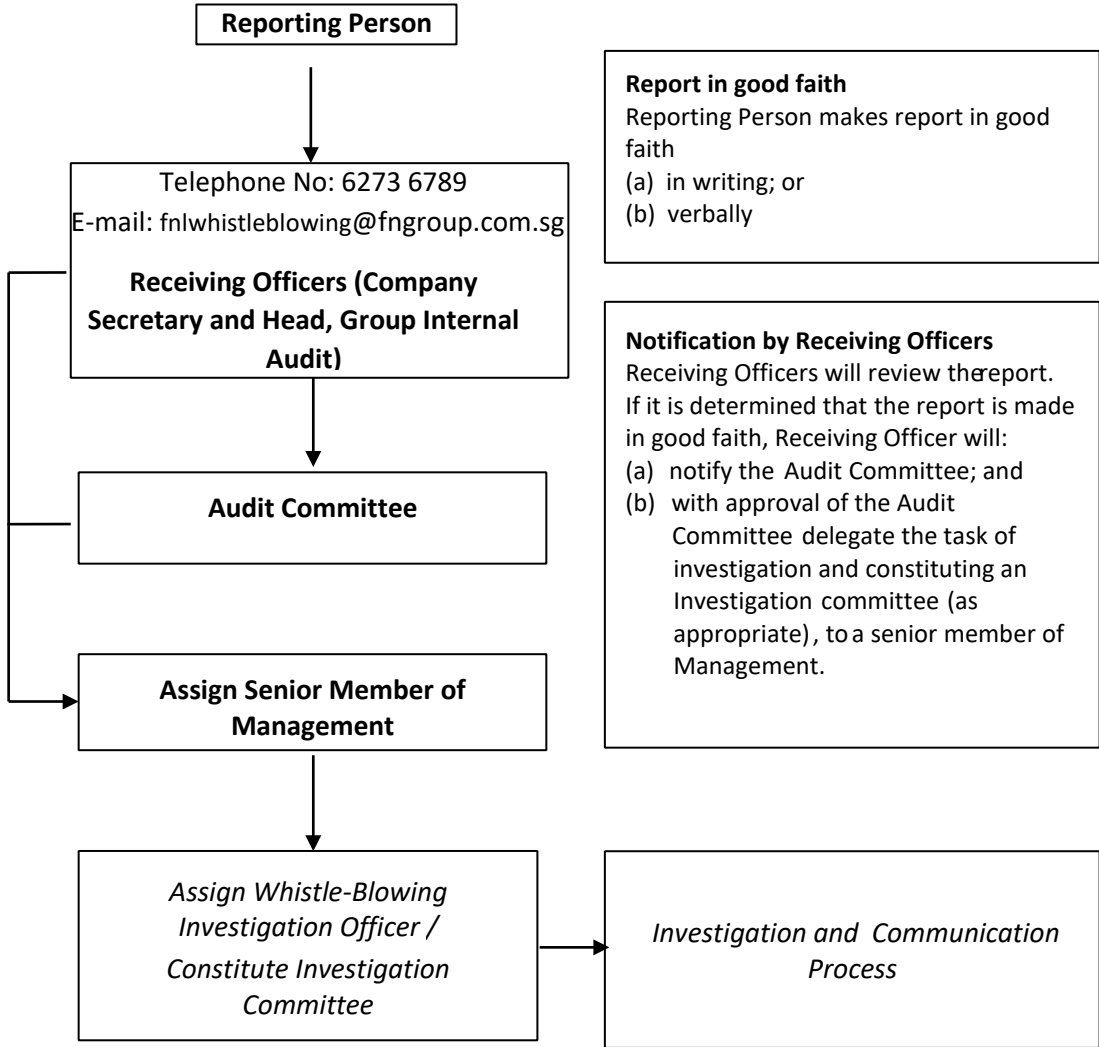 Reporting Person
Telephone No: 6273 6789
E-mail: fnlwhistleblowing@fngroup.com.sg
Receiving Officers (Company
Secretary and Head, Group Internal
Audit)
Audit Committee
Assign Senior Member of
Management
Assign Whistle-Blowing
Investigation Officer /
Constitute Investigation
Committee
Report in good faith
Reporting Person makes report in good
faith
(a) in writing; or
(b) verbally
Notification by Receiving Officers
Receiving Officers will review thereport.
If it is determined that the report is made
in good faith, Receiving Officer will:
(a) notify the Audit Committee; and
(b) with approval of the Audit
Committee delegate the task of
investigation and constituting an
Investigation committee (as
appropriate), to a senior member of
Management.
Investigation and Communication
Process